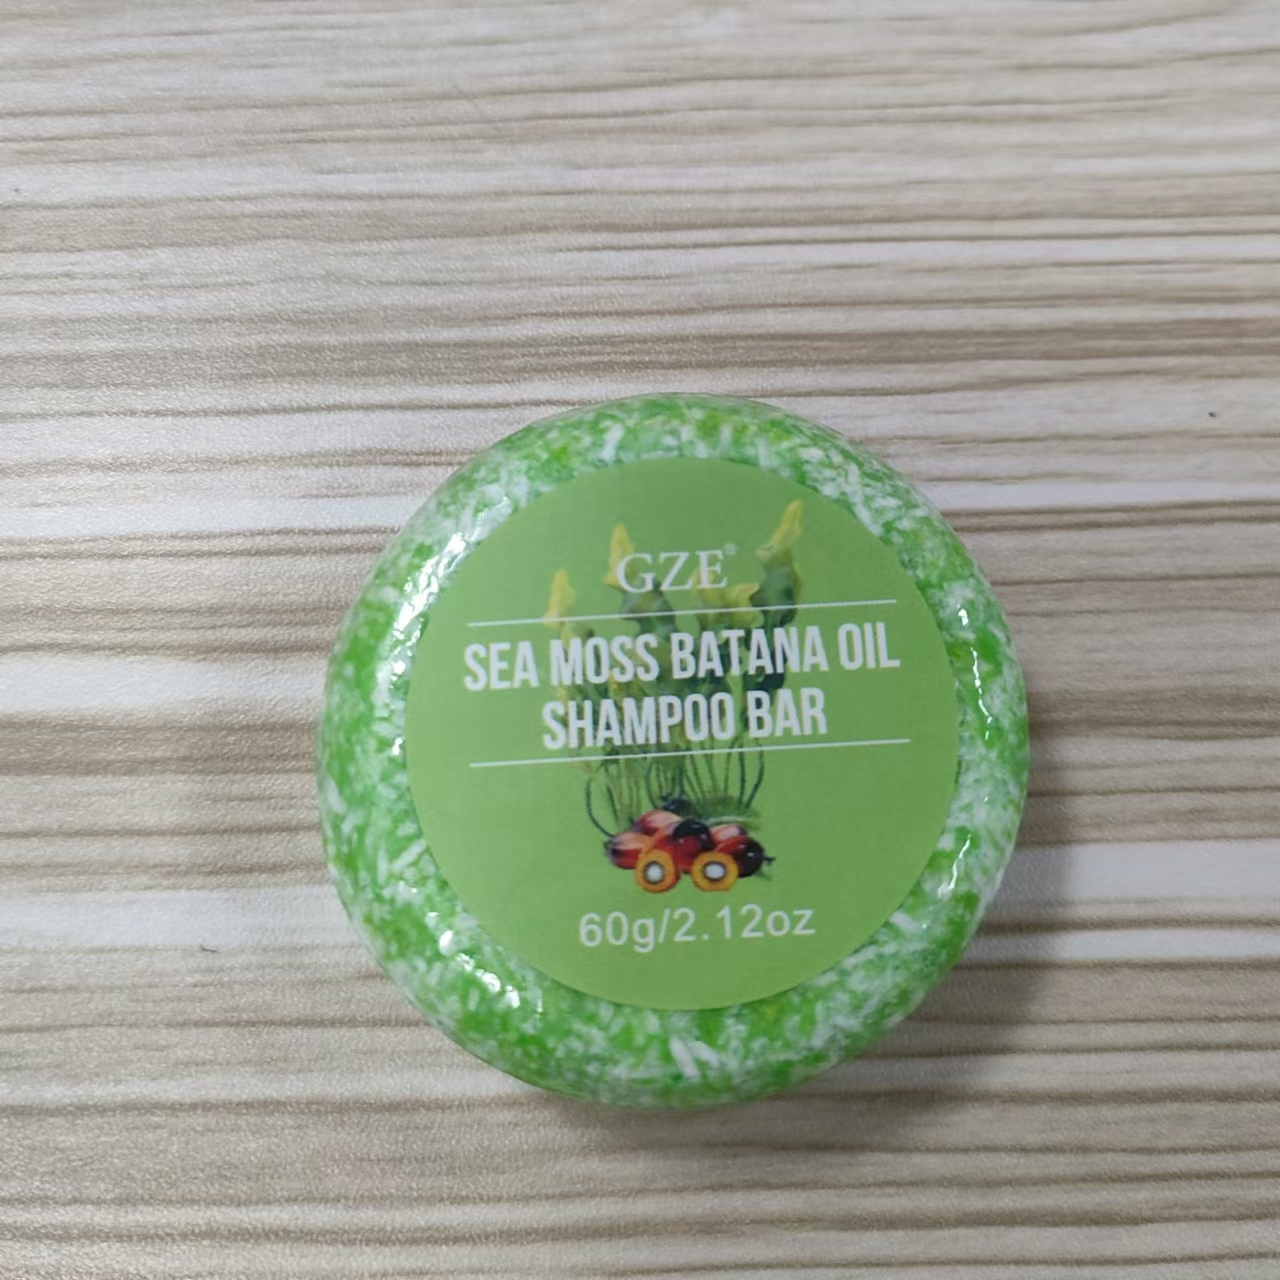 GZE®
SEA MOSS BATANA OIL
SHAMPOO BAR
60g/2.12oz